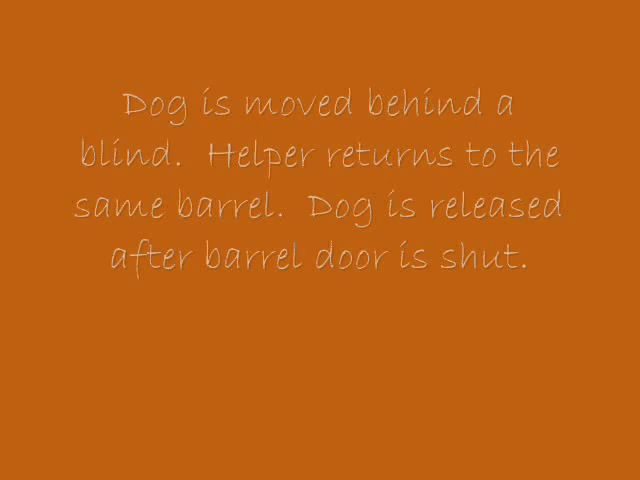 Dog is moved behind a
blind.  Helper returns to the
same barrel.  Dog is released
after barrel door is shut.